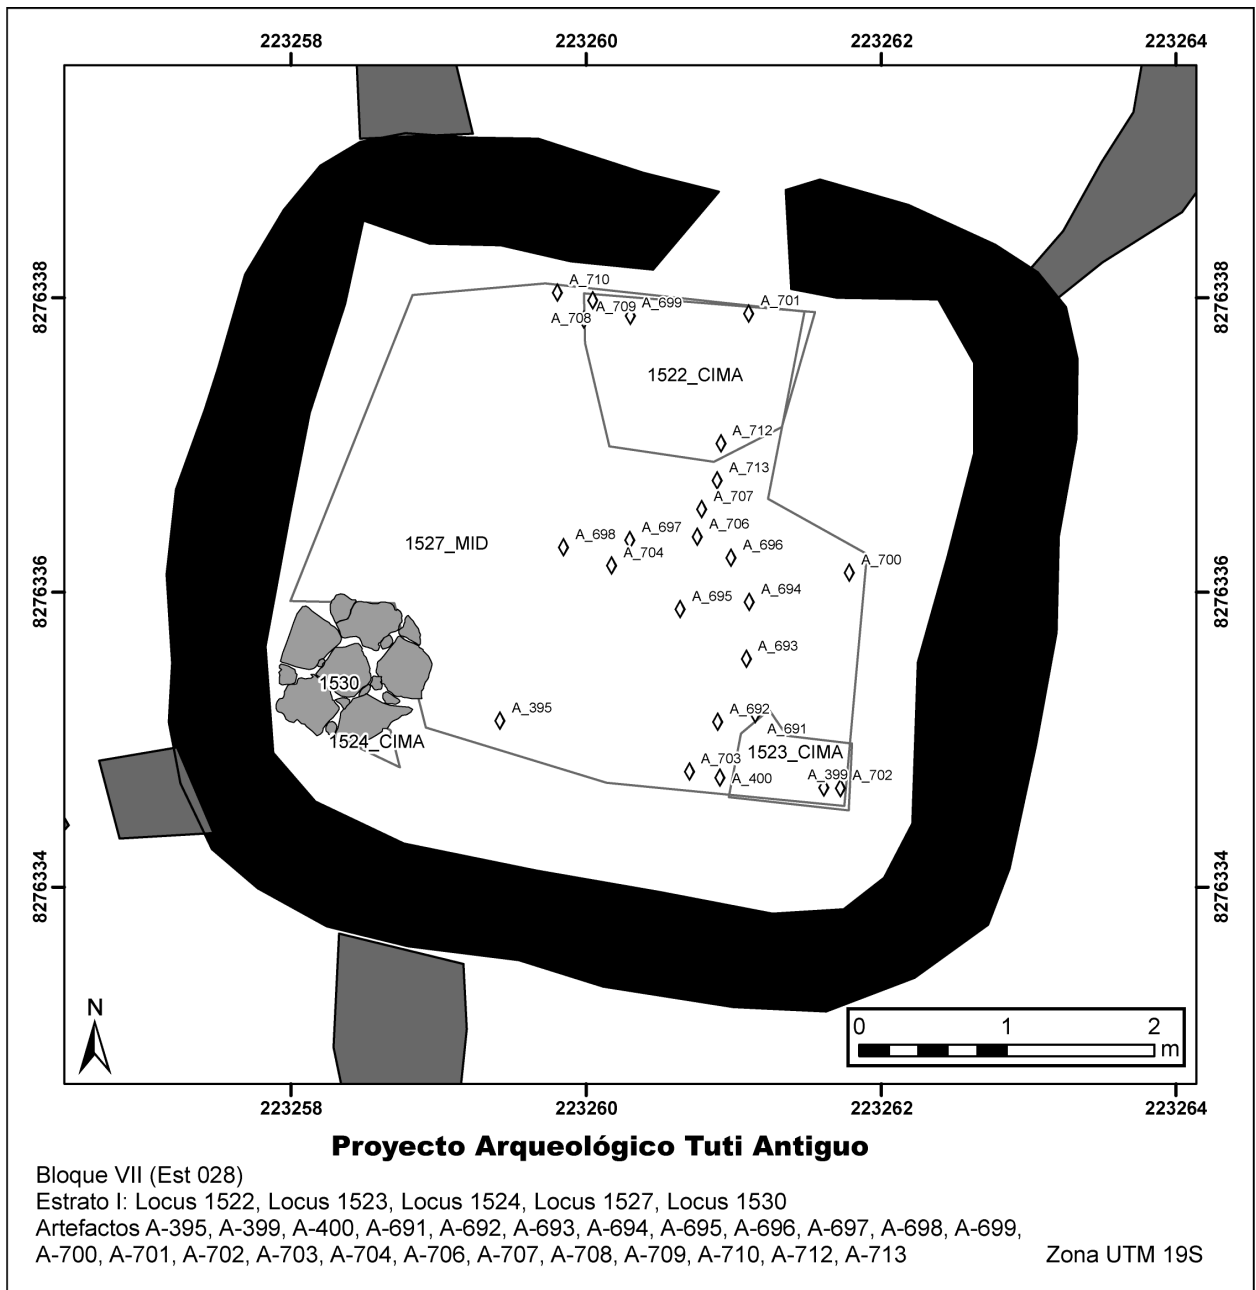 223258 223260 223262 223264
8276338 8276338
A_710
A_709 A_699 A_701
A_708
1522_CIMA
A_712
A_713
A_707
1527_MID A_698 A_697 A_706
A_704 A_696 A_700
8276336 8276336
A_695 A_694
A_693
1530
A_395 A_692
A_691
1524_CIMA 1523_CIMA
A_703
A_400 A_399 A_702
8276334 8276334
N
0 1 2
m
223258 223260 223262 223264
Proyecto Arqueológico Tuti Antiguo
Bloque VII (Est 028)
Estrato I: Locus 1522, Locus 1523, Locus 1524, Locus 1527, Locus 1530
Artefactos A-395, A-399, A-400, A-691, A-692, A-693, A-694, A-695, A-696, A-697, A-698, A-699,
A-700, A-701, A-702, A-703, A-704, A-706, A-707, A-708, A-709, A-710, A-712, A-713 Zona UTM 19S